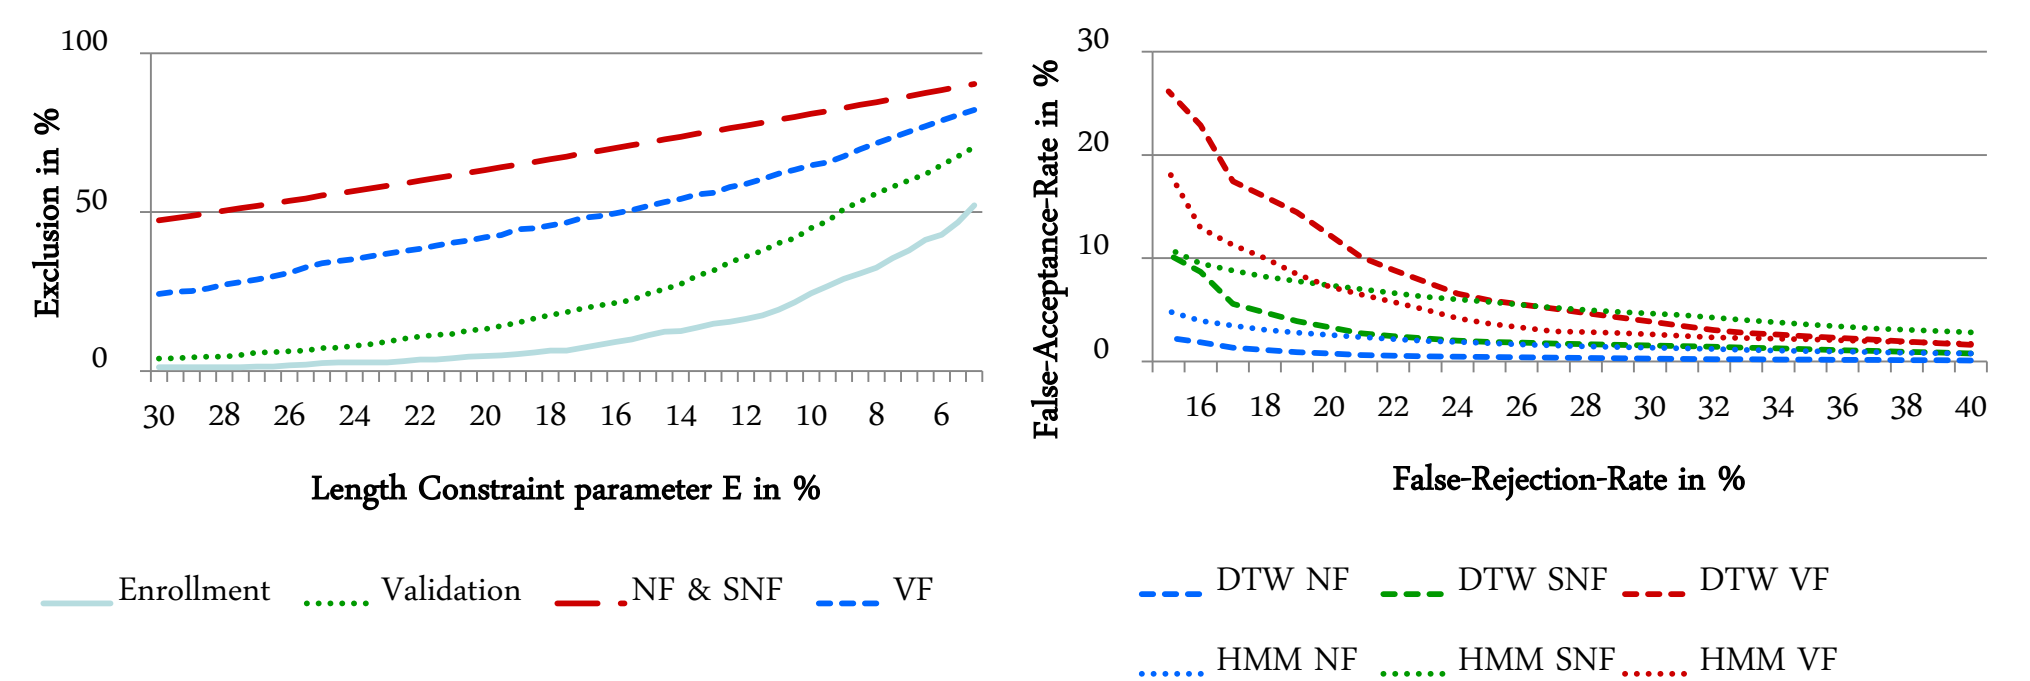 100
50
0
Exclusion in %
30 28 26 24 22 20 18 16 14 12 10 8 6
Length Constraint parameter E in %
Enrollment Validation NF & SNF VF
30
20
10
0
False-Acceptance-Rate in %
16 18 20 22 24 26 28 30 32 34 36 38 40
False-Rejection-Rate in %
DTW NF DTW SNF DTW VF
HMM NF HMM SNF HMM VF